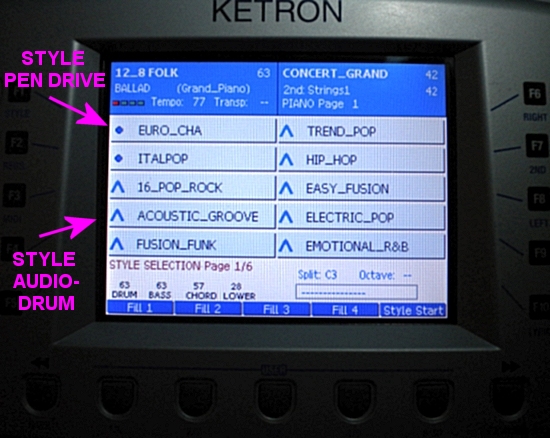 KETRON
STYLE
PEN DRIVE
12_8 FOLK 63
BALLAD (Grand_Piano)
Tempo: 77 Transp: --
CONCERT_GRAND 42
2nd: Strings1 42
PIANO Page 1
EURO_CHA
TREND_POP
ITALPOP
HIP_HOP
16_POP_ROCK
EASY_FUSION
ACOUSTIC_GROOVE
ELECTRIC_POP
FUSION_FUNK
EMOTIONAL_R&B
STYLE
AUDIO-
DRUM
STYLE SELECTION Page 1/6
Split: C3 Octave: --
63 63 57 28
DRUM BASS CHORD LOWER
---------------
Fill 1 Fill 2 Fill 3 Fill 4 Style Start
F6
RIGHT
F7
2ND
F8
LEFT
F2
F3